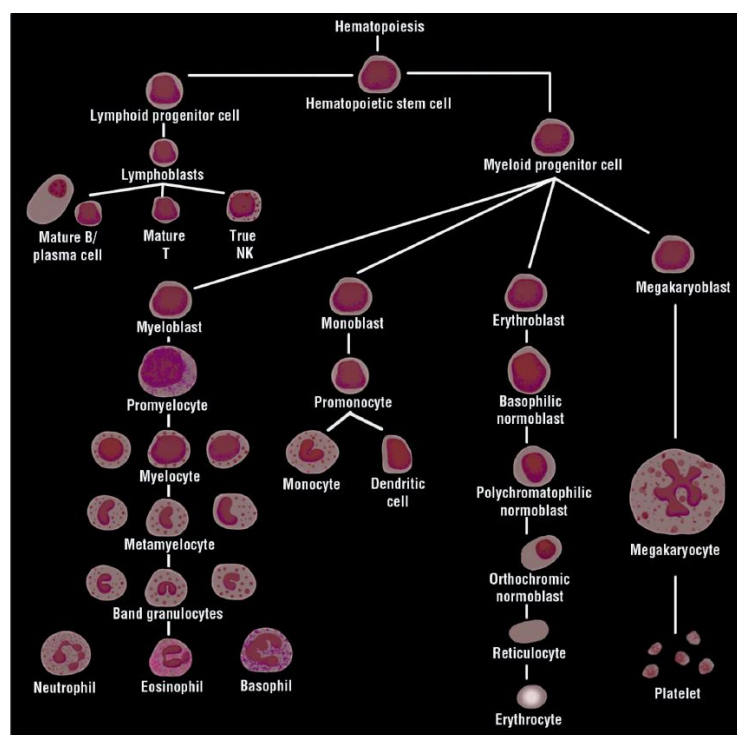 Hematopoiesis
Hematopoietic stem cell
Lymphoid progenitor cell
Lymphoblasts
Mature B/
plasma cell
Mature
T
True
NK
Myeloid progenitor cell
Myeloblast
Promyelocyte
Myelocyte
Metamyelocyte
Band granulocytes
Neutrophil
Eosinophil
Basophil
Monoblast
Promonocyte
Monocyte
Dendritic
cell
Erythroblast
Basophilic
normoblast
Polychromatophilic
normoblast
Orthochromic
normoblast
Reticulocyte
Erythrocyte
Megakaryoblast
Megakaryocyte
Platelet